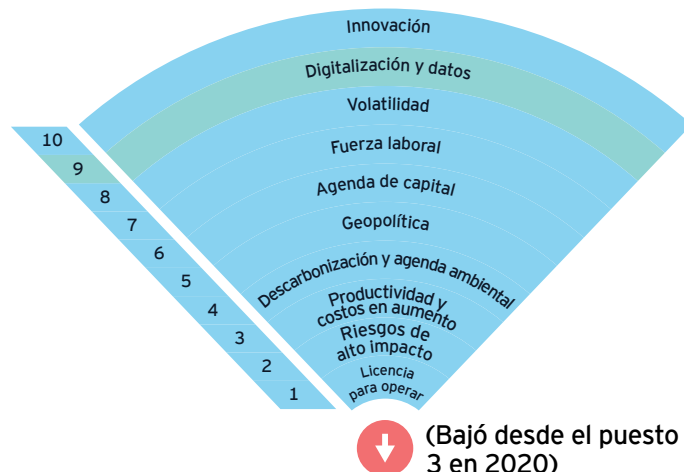 Innovación
Digitalización y datos
Volatilidad
Fuerza laboral
Agenda de capital
Geopolítica
Descarbonización y agenda ambiental
Productividad y
costos en aumento
Riesgos de
alto impacto
Licencia
para operar
10
9
8
7
6
5
4
3
2
1
(Bajó desde el puesto
3 en 2020)